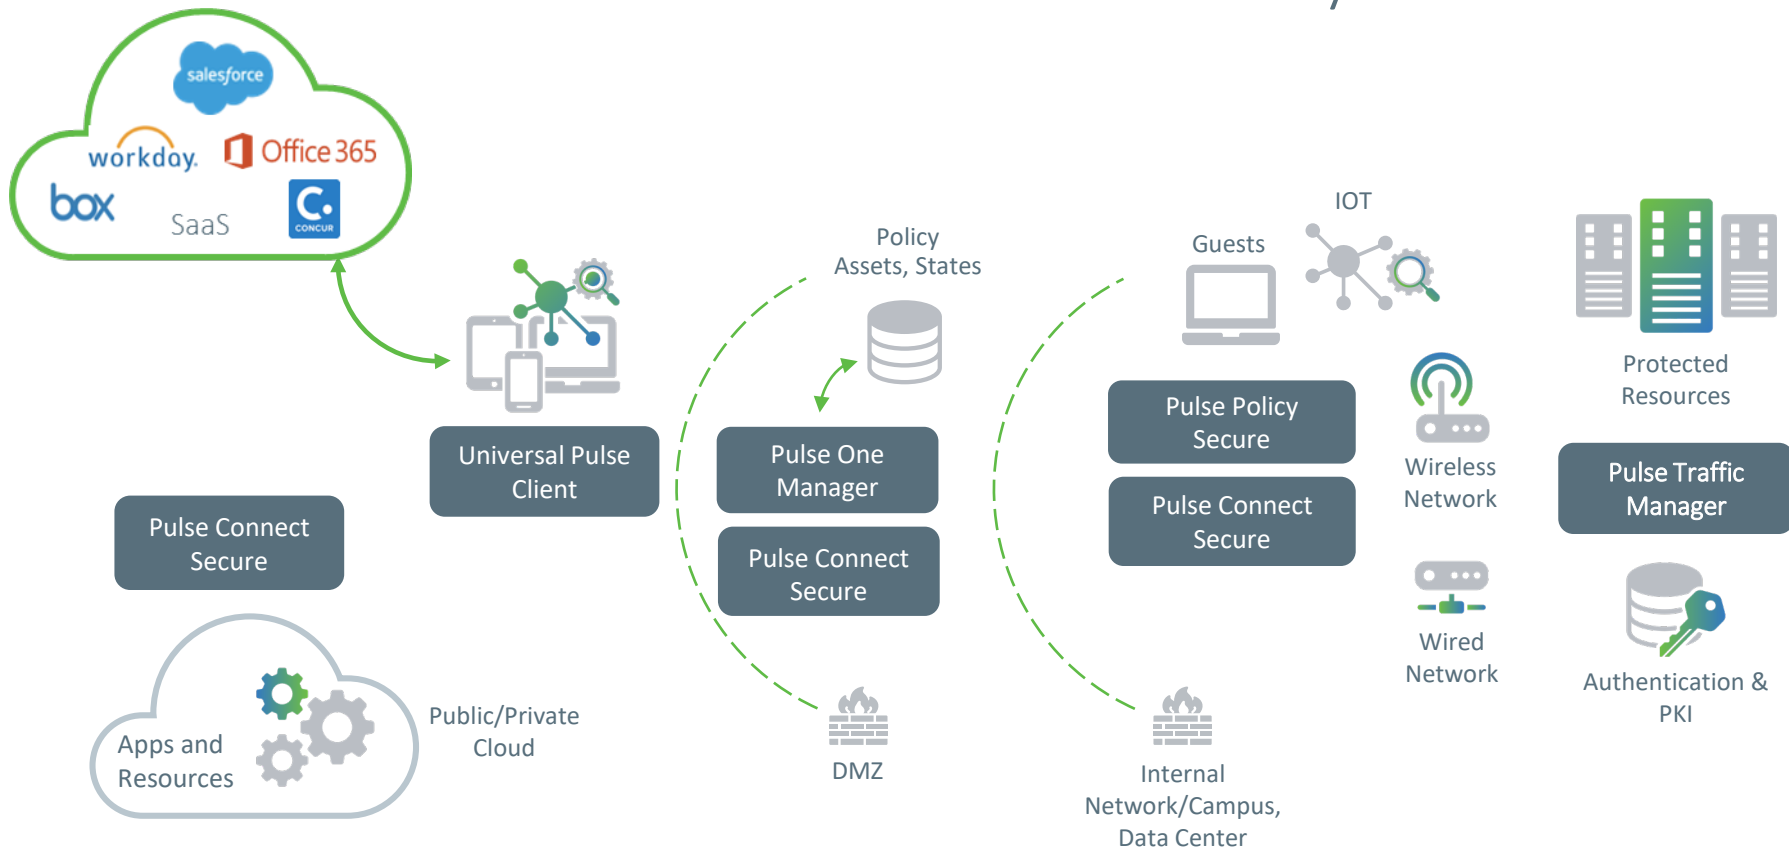 salesforce
workday.
Office 365
box
SaaS
C.
CONCUR
Policy
Assets, States
Guests
IOT
Protected
Resources
Universal Pulse
Client
Pulse One
Manager
Pulse Connect
Secure
Pulse Policy
Secure
Pulse Connect
Secure
Wireless
Network
Pulse Traffic
Manager
Pulse Connect
Secure
Wired
Network
Authentication &
PKI
Apps and
Resources
Public/Private
Cloud
DMZ
Internal
Network/Campus,
Data Center